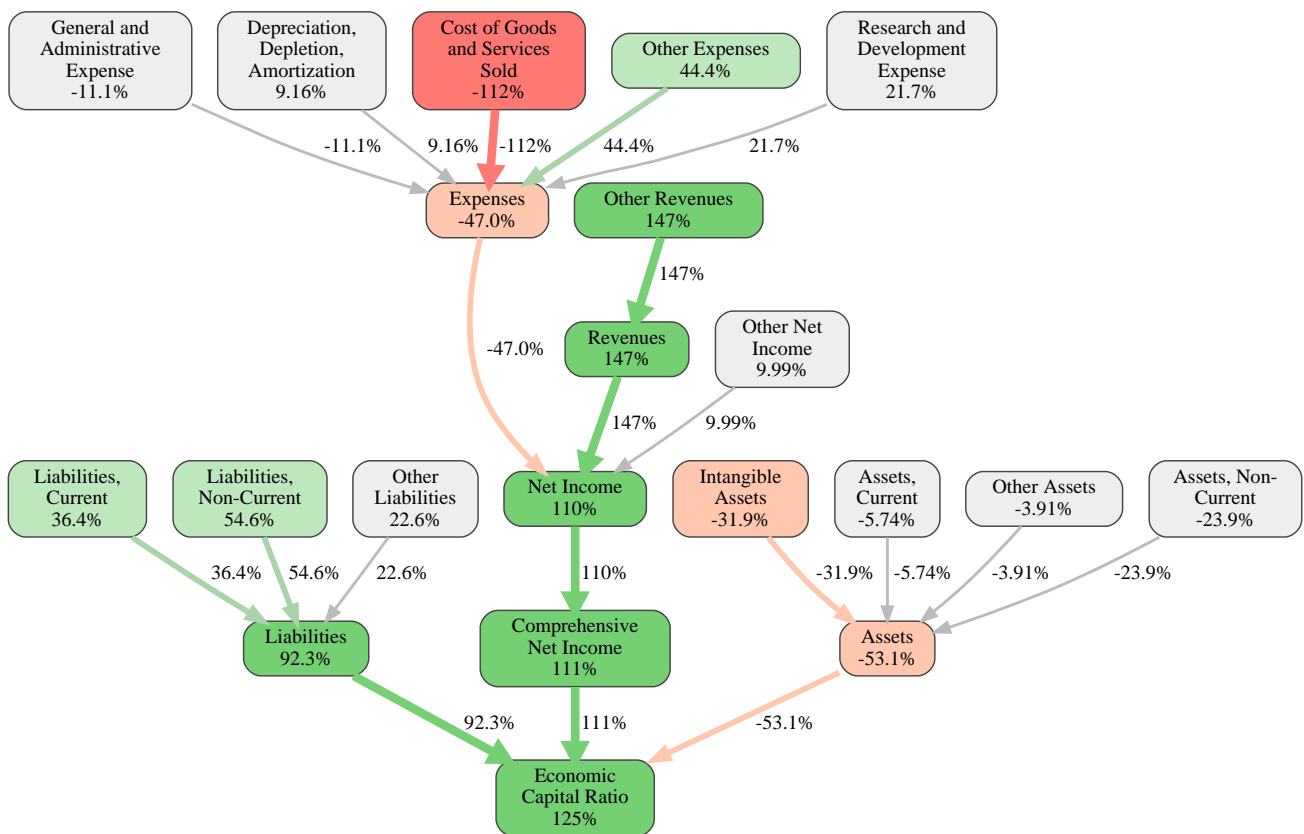 General and
Administrative
Expense
-11.1%
Depreciation,
Depletion,
Amortization
9.16%
Cost of Goods
and Services
Sold
-112%
Other Expenses
44.4%
Research and
Development
Expense
21.7%
-11.1%
9.16%
-112%
44.4%
21.7%
Expenses
-47.0%
Other Revenues
147%
147%
-47.0%
Revenues
147%
Other Net
Income
9.99%
147%
9.99%
Liabilities,
Current
36.4%
Liabilities,
Non-Current
54.6%
Other
Liabilities
22.6%
Net Income
110%
Intangible
Assets
-31.9%
Assets,
Current
-5.74%
Other Assets
-3.91%
Assets, Non-
Current
-23.9%
36.4%
54.6%
22.6%
110%
-31.9%
-5.74%
-3.91%
-23.9%
Liabilities
92.3%
Comprehensive
Net Income
111%
Assets
-53.1%
92.3%
111%
-53.1%
Economic
Capital Ratio
125%